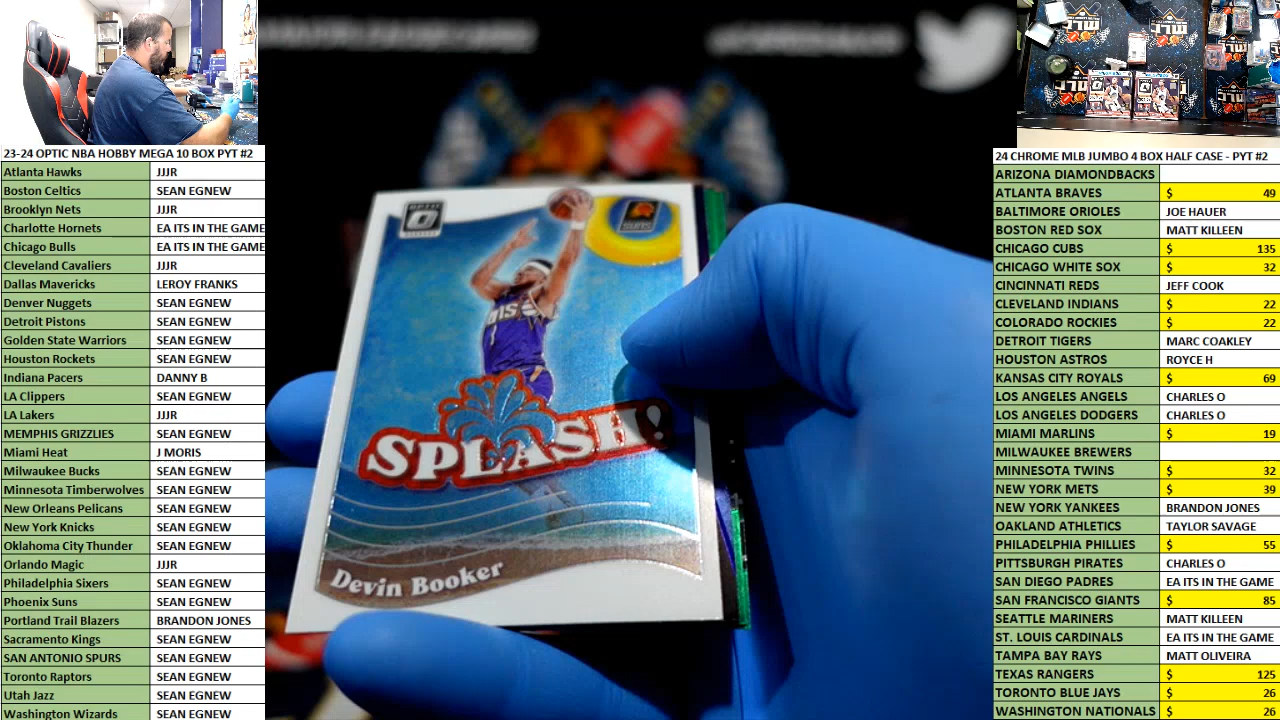 23-24 OPTIC NBA HOBBY MEGA 10 BOX PYT #2
Atlanta Hawks JJJR
Boston Celtics SEAN EGNEW
Brooklyn Nets JJJR
Charlotte Hornets EA ITS IN THE GAME
Chicago Bulls EA ITS IN THE GAME
Cleveland Cavaliers JJJR
Dallas Mavericks LEROY FRANKS
Denver Nuggets SEAN EGNEW
Detroit Pistons SEAN EGNEW
Golden State Warriors SEAN EGNEW
Houston Rockets SEAN EGNEW
Indiana Pacers DANNY B
LA Clippers SEAN EGNEW
LA Lakers JJJR
MEMPHIS GRIZZLIES SEAN EGNEW
Miami Heat J MORIS
Milwaukee Bucks SEAN EGNEW
Minnesota Timberwolves SEAN EGNEW
New Orleans Pelicans SEAN EGNEW
New York Knicks SEAN EGNEW
Oklahoma City Thunder SEAN EGNEW
Orlando Magic JJJR
Philadelphia Sixers SEAN EGNEW
Phoenix Suns SEAN EGNEW
Portland Trail Blazers BRANDON JONES
Sacramento Kings SEAN EGNEW
SAN ANTONIO SPURS SEAN EGNEW
Toronto Raptors SEAN EGNEW
Utah Jazz SEAN EGNEW
Washington Wizards SEAN EGNEW
OPTIC
SUNS
SPLASH!
Devin Booker
24 CHROME MLB JUMBO 4 BOX HALF CASE - PYT #2
ARIZONA DIAMONDBACKS
ATLANTA BRAVES $ 49
BALTIMORE ORIOLES JOE HAUER
BOSTON RED SOX MATT KILLEEN
CHICAGO CUBS $ 135
CHICAGO WHITE SOX $ 32
CINCINNATI REDS JEFF COOK
CLEVELAND INDIANS $ 22
COLORADO ROCKIES $ 22
DETROIT TIGERS MARC COAKLEY
HOUSTON ASTROS ROYCE H
KANSAS CITY ROYALS $ 69
LOS ANGELES ANGELS CHARLES O
LOS ANGELES DODGERS CHARLES O
MIAMI MARLINS $ 19
MILWAUKEE BREWERS
MINNESOTA TWINS $ 32
NEW YORK METS $ 39
NEW YORK YANKEES BRANDON JONES
OAKLAND ATHLETICS TAYLOR SAVAGE
PHILADELPHIA PHILLIES $ 55
PITTSBURGH PIRATES CHARLES O
SAN DIEGO PADRES EA ITS IN THE GAME
SAN FRANCISCO GIANTS $ 85
SEATTLE MARINERS MATT KILLEEN
ST. LOUIS CARDINALS EA ITS IN THE GAME
TAMPA BAY RAYS MATT OLIVEIRA
TEXAS RANGERS $ 125
TORONTO BLUE JAYS $ 26
WASHINGTON NATIONALS $ 26